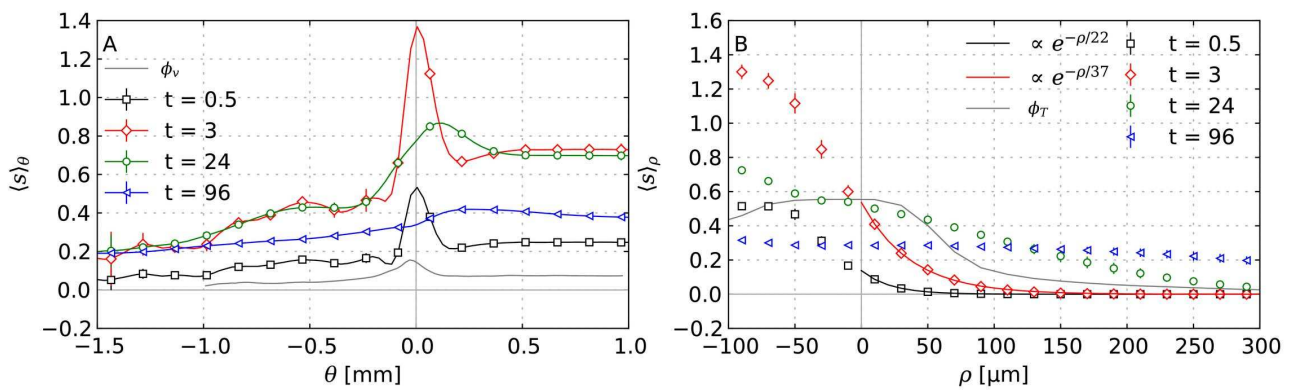 A
ϕᵥ
t = 0.5
t = 3
t = 24
t = 96
⟨s⟩θ
1.4
1.2
1.0
0.8
0.6
0.4
0.2
0.0
−0.2
−1.5
−1.0
−0.5
0.0
0.5
1.0
θ [mm]
B
∝ e^{−ρ/22}
∝ e^{−ρ/37}
ϕ_T
t = 0.5
t = 3
t = 24
t = 96
⟨s⟩ρ
1.4
1.2
1.0
0.8
0.6
0.4
0.2
0.0
−0.2
−100
−50
0
50
100
150
200
250
300
ρ [μm]